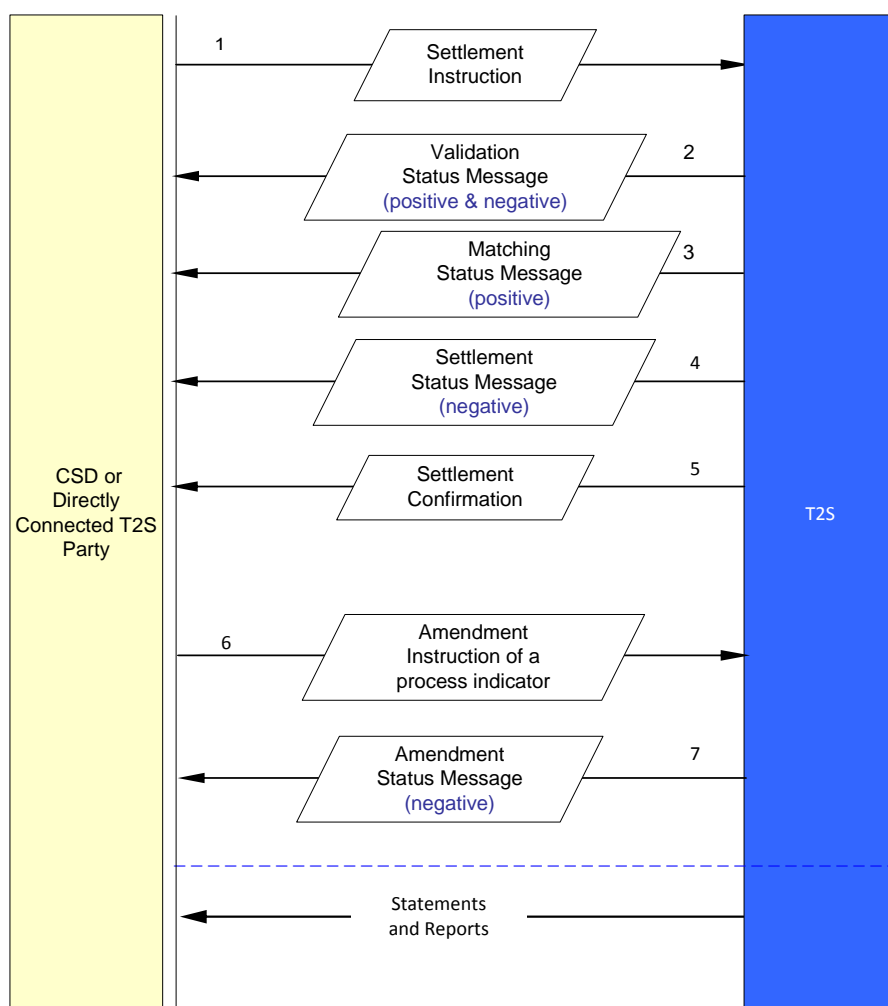 1
Settlement
Instruction
Validation
Status Message
(positive & negative)
2
Matching
Status Message
(positive)
3
Settlement
Status Message
(negative)
4
Settlement
Confirmation
5
CSD or
Directly
Connected T2S
Party
T2S
6
Amendment
Instruction of a
process indicator
Amendment
Status Message
(negative)
7
Statements
and Reports